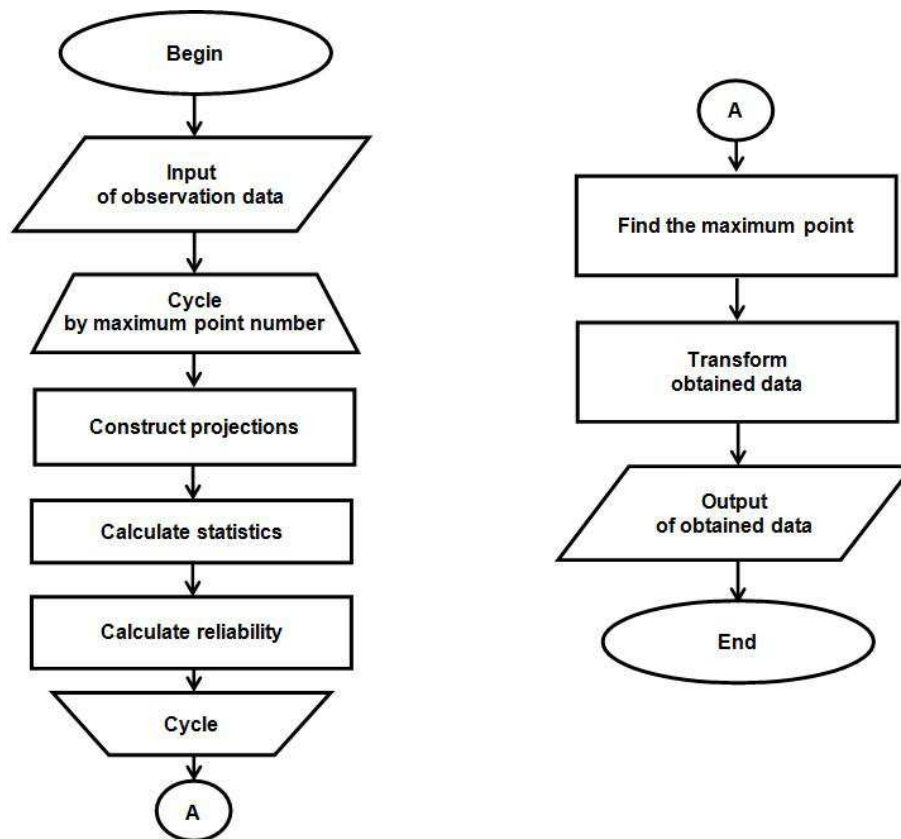 Begin
Input
of observation data
Cycle
by maximum point number
Construct projections
Calculate statistics
Calculate reliability
Cycle
A
A
Find the maximum point
Transform
obtained data
Output
of obtained data
End